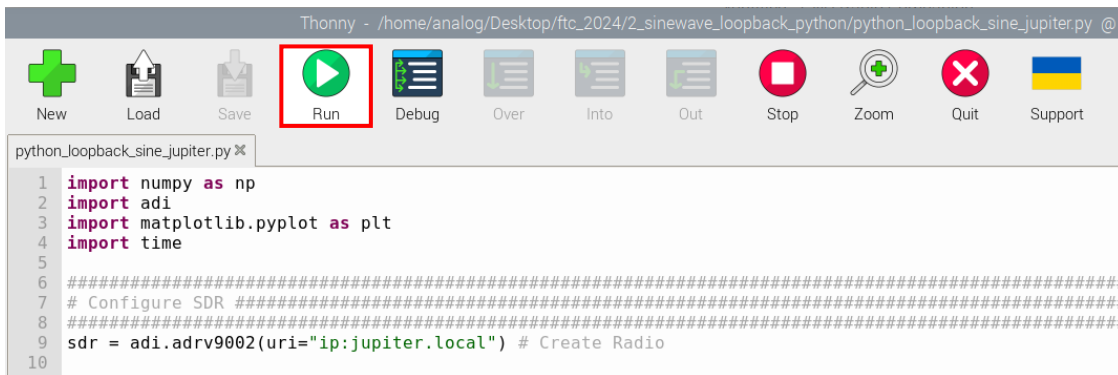 Thonny - /home/analog/Desktop/ftc_2024/2_sinewave_loopback_python/python_loopback_sine_jupiter.py @
New Load Save Run Debug Over Into Out Stop Zoom Quit Support
python_loopback_sine_jupiter.py ✖
1 import numpy as np
2 import adi
3 import matplotlib.pyplot as plt
4 import time
5
6 ##############################################################################################
7 # Configure SDR ##############################################################################
8 ##############################################################################################
9 sdr = adi.adrv9002(uri="ip:jupiter.local") # Create Radio
10